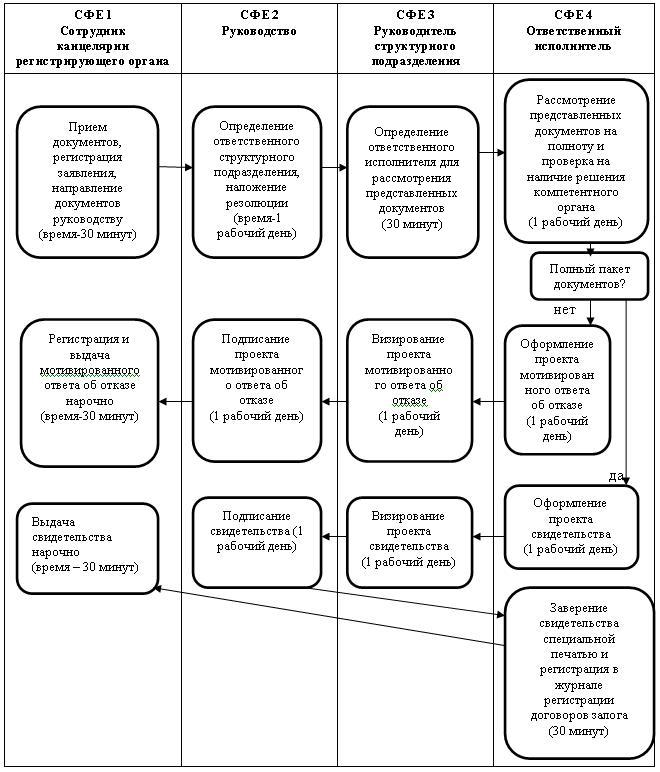 СФЕ 1
Сотрудник
канцелярии
регистрирующего органа
СФЕ 2
Руководство
СФЕ 3
Руководитель
структурного
подразделения
СФЕ 4
Ответственный
исполнитель
Прием
документов,
регистрация
заявления,
направление
документов
руководству
(время-30 минут)
Определение
ответственного
структурного
подразделения,
наложение
резолюции
(время-1
рабочий день)
Определение
ответственного
исполнителя для
рассмотрения
представленных
документов
(30 минут)
Рассмотрение
представленных
документов на
полноту и
проверка на
наличие решения
компетентного
органа
(1 рабочий день)
Полный пакет
документов?
нет
Регистрация и
выдача
мотивированного
ответа об отказе
нарочно
(время-30 минут)
Подписание
проекта
мотивированног
о ответа об
отказе
(1 рабочий день)
Визирование
проекта
мотивированно
го ответа об
отказе
(1 рабочий
день)
Оформление
проекта
мотивирован
ного ответа
об отказе
(1 рабочий
день)
да
Выдача
свидетельства
нарочно
(время – 30 минут)
Подписание
свидетельства (1
рабочий день)
Визирование
проекта
свидетельства
(1 рабочий день)
Оформление
проекта
свидетельства
(1 рабочий день)
Заверение
свидетельства
специальной
печатью и
регистрация в
журнале
регистрации
договоров залога
(30 минут)